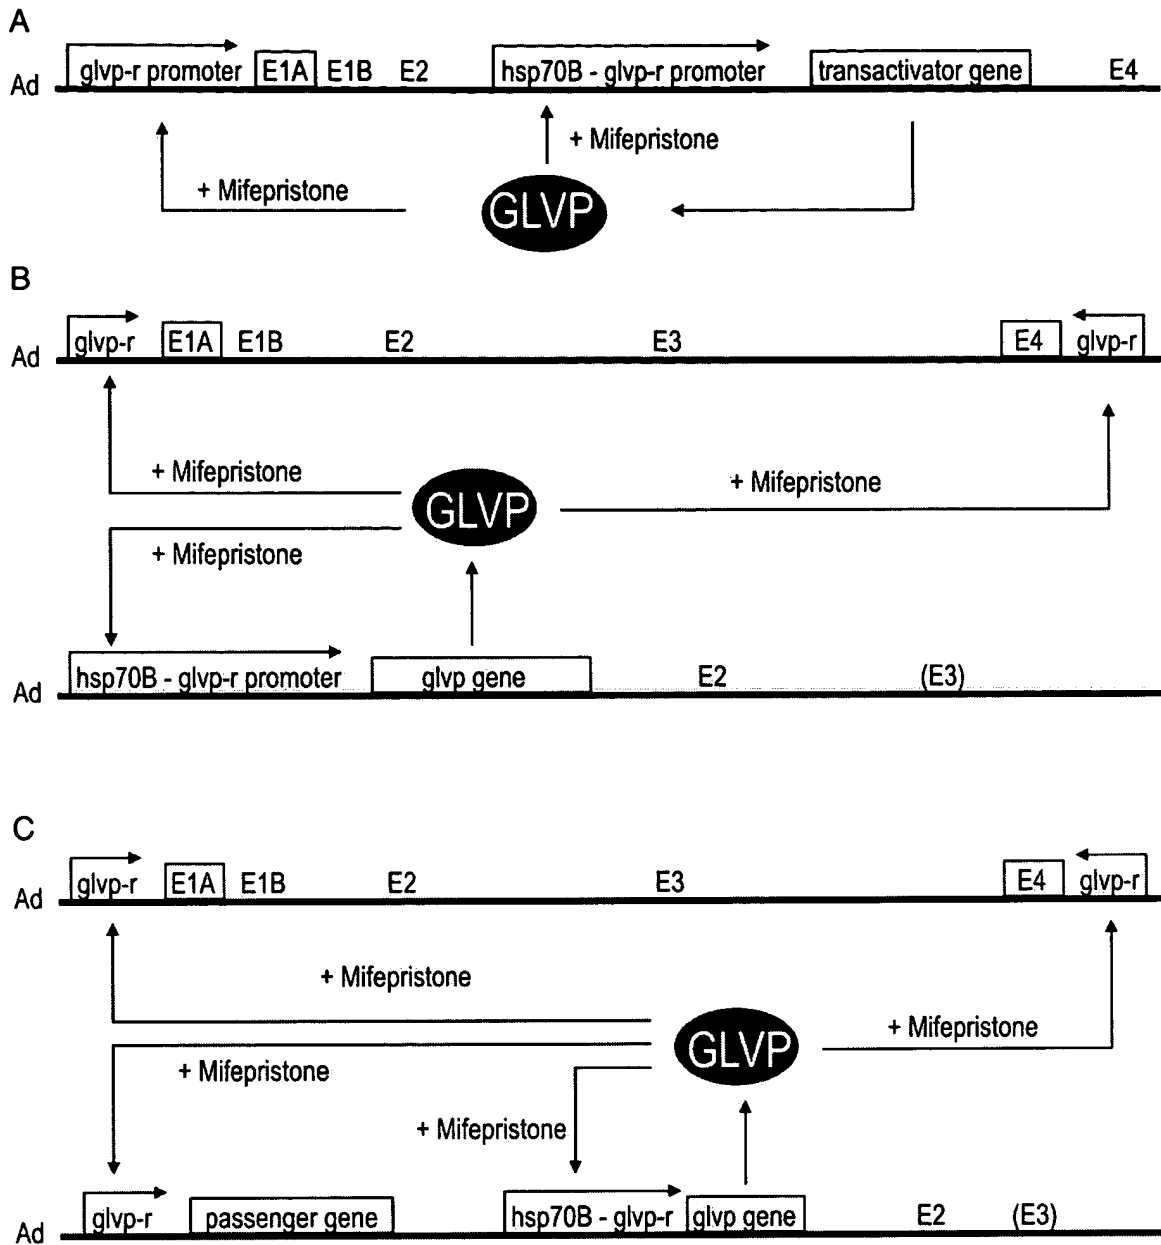 A
Ad glvp-r promoter E1A E1B E2 hsp70B - glvp-r promoter transactivator gene E4
+ Mifepristone
+ Mifepristone
GLVP
B
Ad glvp-r E1A E1B E2 E3 E4 glvp-r
+ Mifepristone
+ Mifepristone
GLVP
+ Mifepristone
Ad hsp70B - glvp-r promoter glvp gene E2 (E3)
C
Ad glvp-r E1A E1B E2 E3 E4 glvp-r
+ Mifepristone
+ Mifepristone
GLVP
+ Mifepristone
+ Mifepristone
Ad glvp-r passenger gene hsp70B - glvp-r glvp gene E2 (E3)